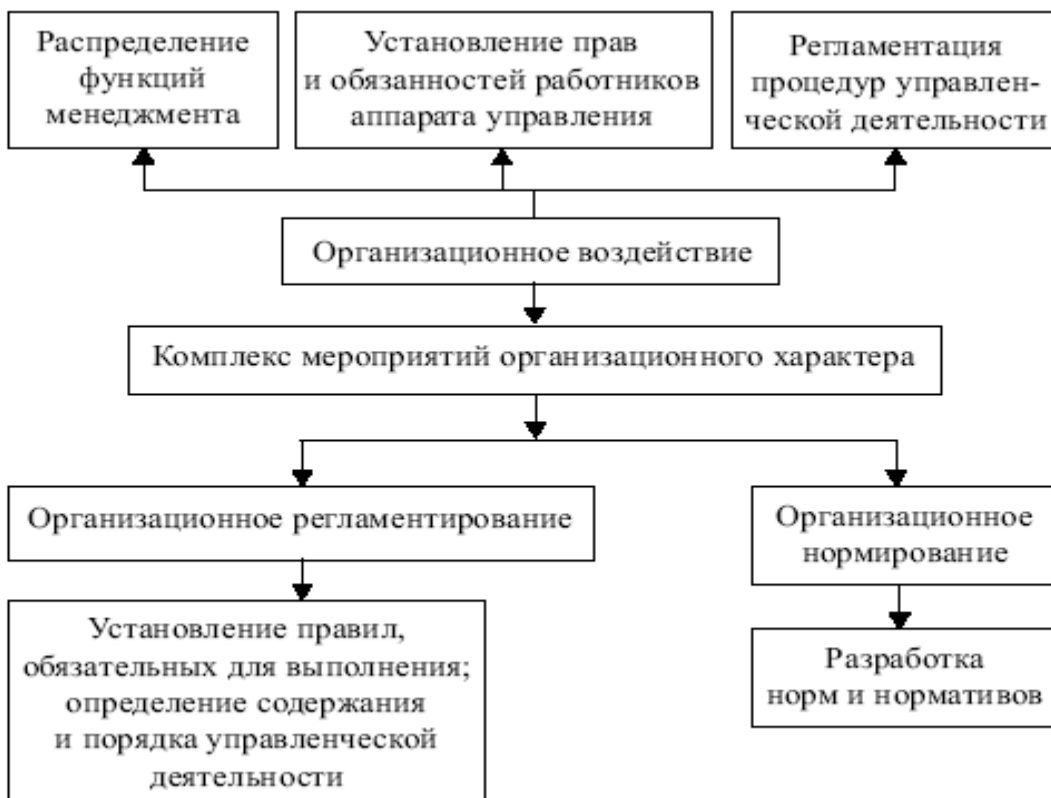 Распределение
функций
менеджмента
Установление прав
и обязанностей работников
аппарата управления
Регламентация
процедур управлен-
ческой деятельности
Организационное воздействие
Комплекс мероприятий организационного характера
Организационное регламентирование
Организационное
нормирование
Установление правил,
обязательных для выполнения;
определение содержания
и порядка управленческой
деятельности
Разработка
норм и нормативов